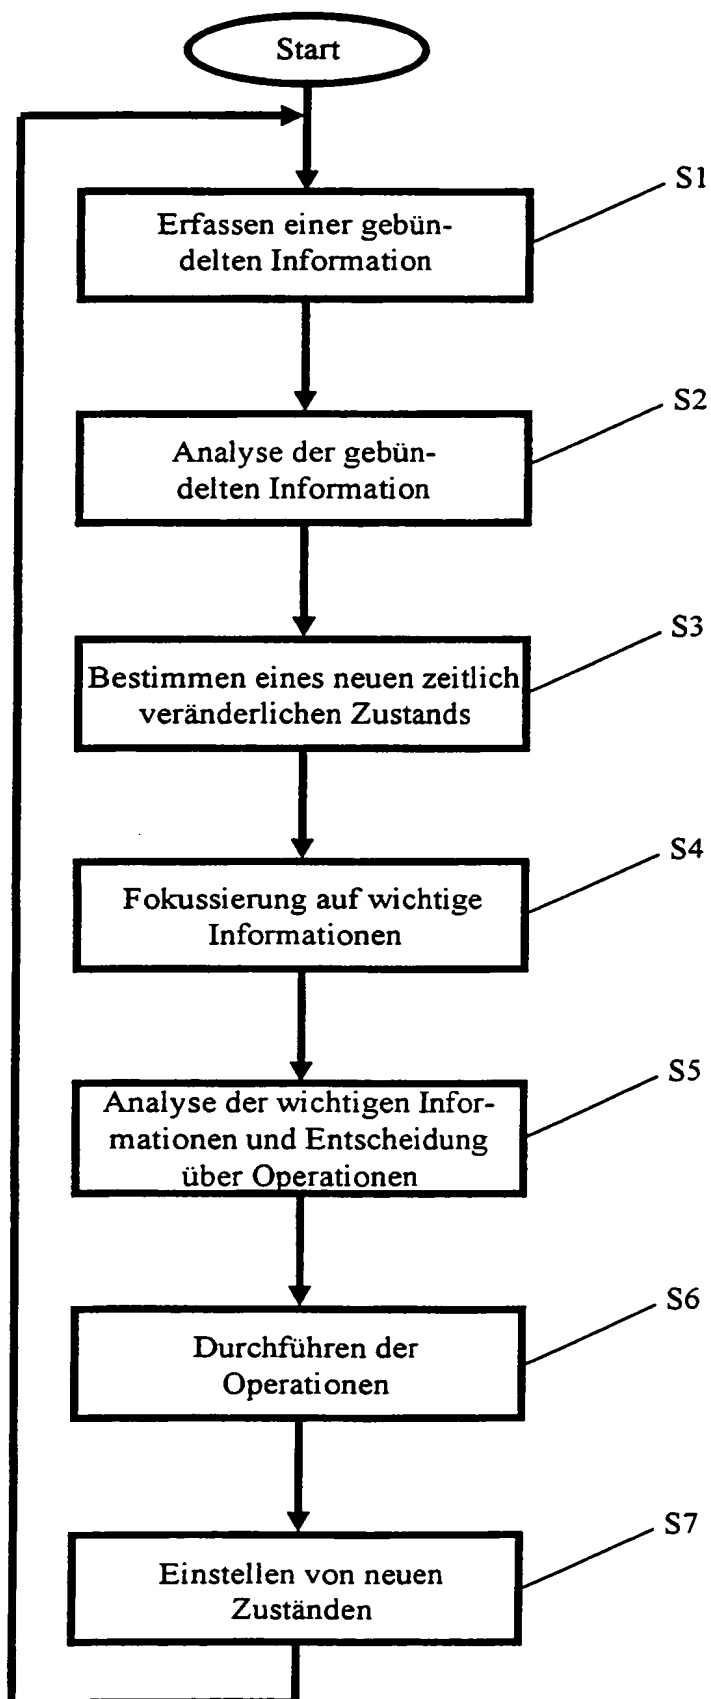 Start
S1
Erfassen einer gebün-
delten Information
S2
Analyse der gebün-
delten Information
S3
Bestimmen eines neuen zeitlich
veränderlichen Zustands
S4
Fokussierung auf wichtige
Informationen
S5
Analyse der wichtigen Infor-
mationen und Entscheidung
über Operationen
S6
Durchführen der
Operationen
S7
Einstellen von neuen
Zuständen